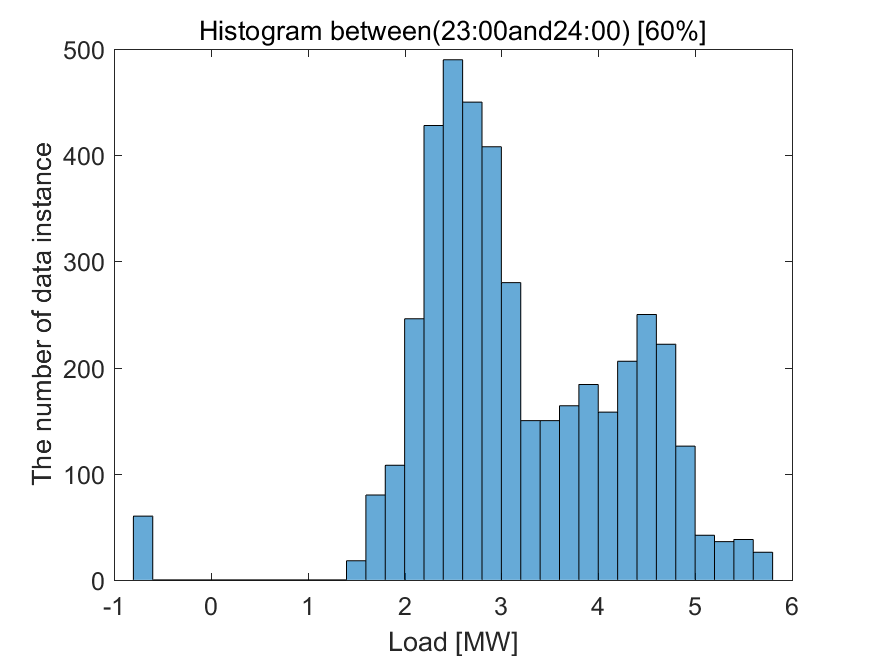 Histogram between(23:00and24:00) [60%]
The number of data instance
500
400
300
200
100
0
-1 0 1 2 3 4 5 6
Load [MW]